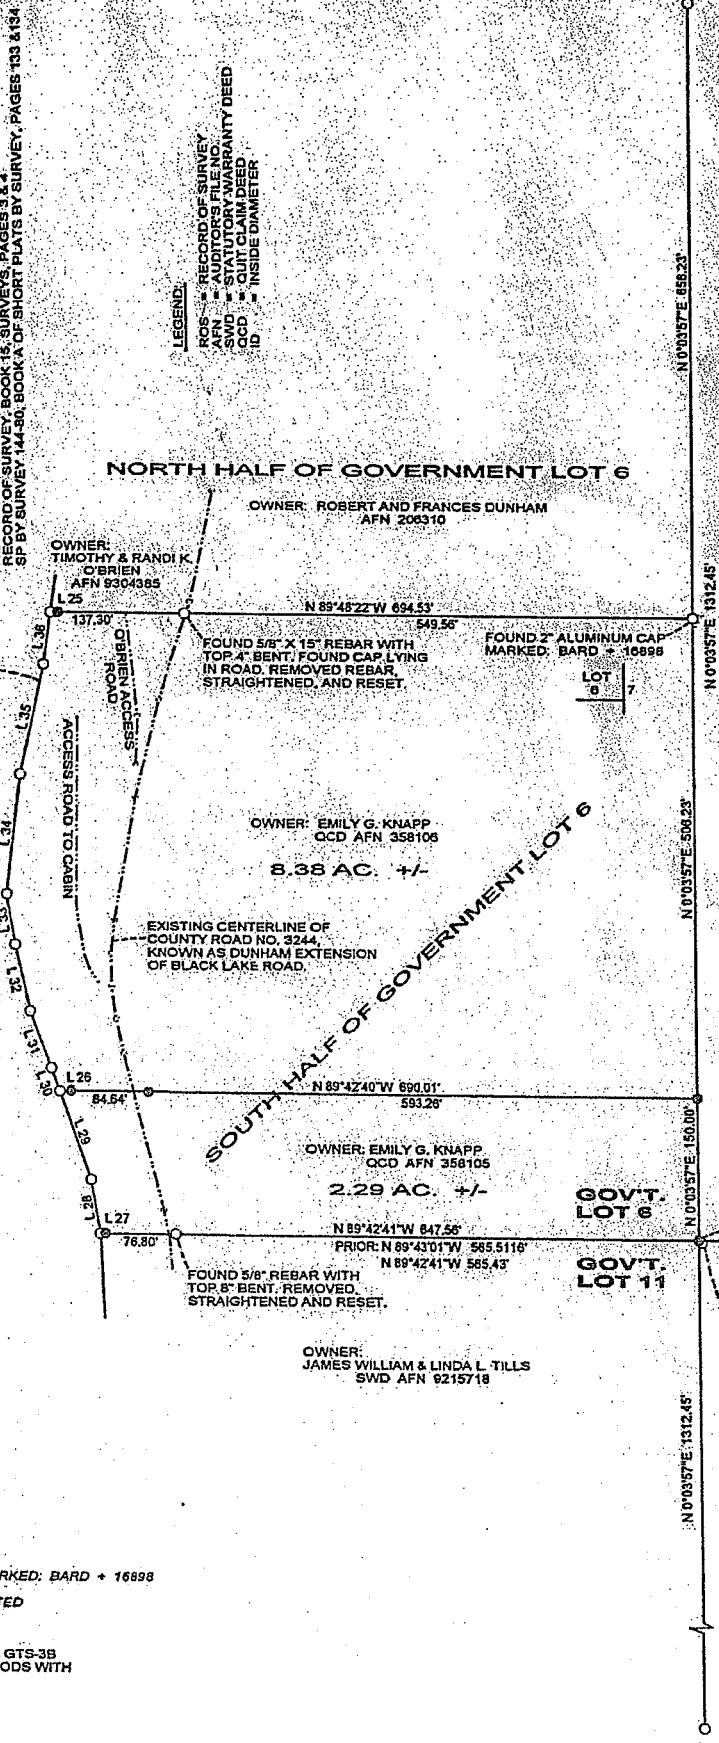 RECORD OF SURVEY, BOOK 15, SURVEYS, PAGES 3 & 4
SP BY SURVEY 144-80, BOOK A OF SHORT PLATS BY SURVEY, PAGES 133 & 134
LEGEND:
ROS = RECORD OF SURVEY
AFN = AUDITOR'S FILE NO.
SWD = STATUTORY WARRANTY DEED
QCD = QUIT CLAIM DEED
ID = INSIDE DIAMETER
N 0°03'57"E 656.23'
NORTH HALF OF GOVERNMENT LOT 6
OWNER: ROBERT AND FRANCES DUNHAM
AFN 206310
OWNER:
TIMOTHY & RANDI K.
O'BRIEN
AFN 9304385
L 25
137.30'
N 89°48'22"W 694.53'
549.56'
N 0°03'57"E 1312.45'
L 36
FOUND 5/8" X 15" REBAR WITH
TOP 4" BENT. FOUND CAP LYING
IN ROAD. REMOVED REBAR,
STRAIGHTENED, AND RESET.
FOUND 2" ALUMINUM CAP
MARKED: BARD + 16898
LOT
6 7
O'BRIEN ACCESS
ROAD
L 35
ACCESS ROAD TO CABIN
L 34
OWNER: EMILY G. KNAPP
QCD AFN 358106
8.38 AC. +/-
N 0°03'57"E 506.23'
SOUTH HALF OF GOVERNMENT LOT 6
L 33
EXISTING CENTERLINE OF
COUNTY ROAD NO. 3244,
KNOWN AS DUNHAM EXTENSION
OF BLACK LAKE ROAD.
L 32
L 31
L 30
L 26
84.64'
N 89°42'40"W 690.01'
593.26'
L 29
OWNER: EMILY G. KNAPP
QCD AFN 358105
2.29 AC. +/-
N 0°03'57"E 150.00'
GOV'T.
LOT 6
L 28
L 27
76.80'
N 89°42'41"W 647.56'
PRIOR: N 89°43'01"W 565.5116'
N 89°42'41"W 565.43'
GOV'T.
LOT 11
FOUND 5/8" REBAR WITH
TOP 8" BENT. REMOVED,
STRAIGHTENED AND RESET.
OWNER:
JAMES WILLIAM & LINDA L. TILLS
SWD AFN 9215718
N 0°03'57"E 1312.45'
RKED: BARD + 16898
TED
GTS-3B
ODS WITH